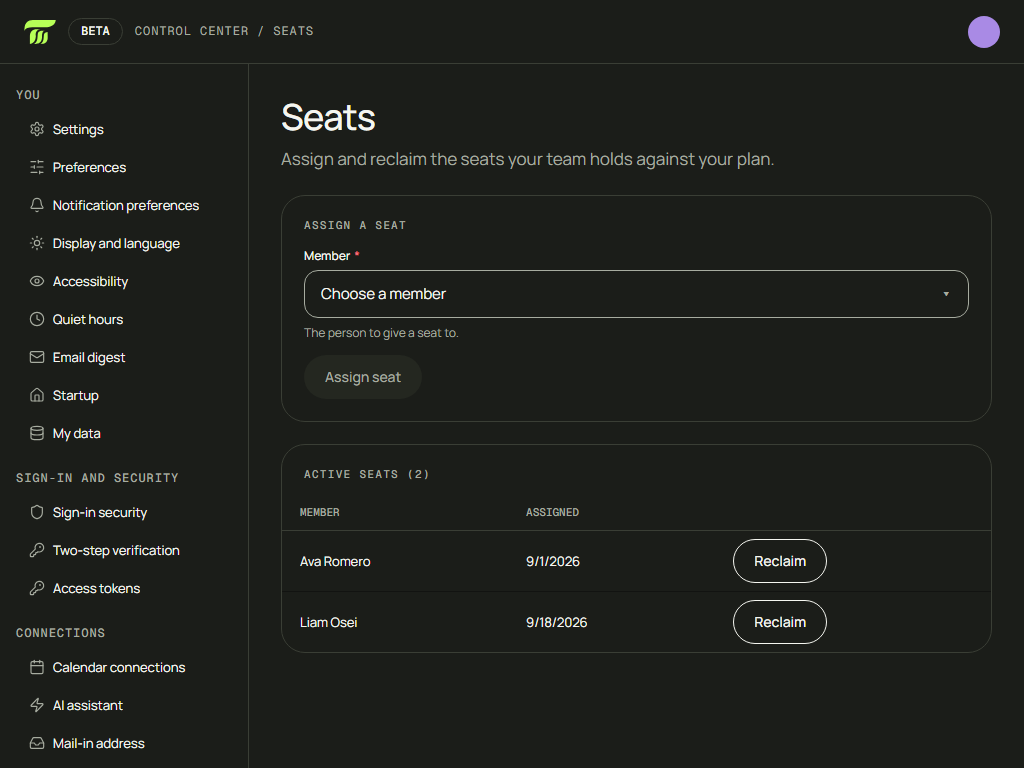 BETA
CONTROL CENTER / SEATS
YOU
Settings
Preferences
Notification preferences
Display and language
Accessibility
Quiet hours
Email digest
Startup
My data
SIGN-IN AND SECURITY
Sign-in security
Two-step verification
Access tokens
CONNECTIONS
Calendar connections
AI assistant
Mail-in address
Seats
Assign and reclaim the seats your team holds against your plan.
ASSIGN A SEAT
Member *
Choose a member
The person to give a seat to.
Assign seat
ACTIVE SEATS (2)
MEMBER ASSIGNED
Ava Romero 9/1/2026 Reclaim
Liam Osei 9/18/2026 Reclaim